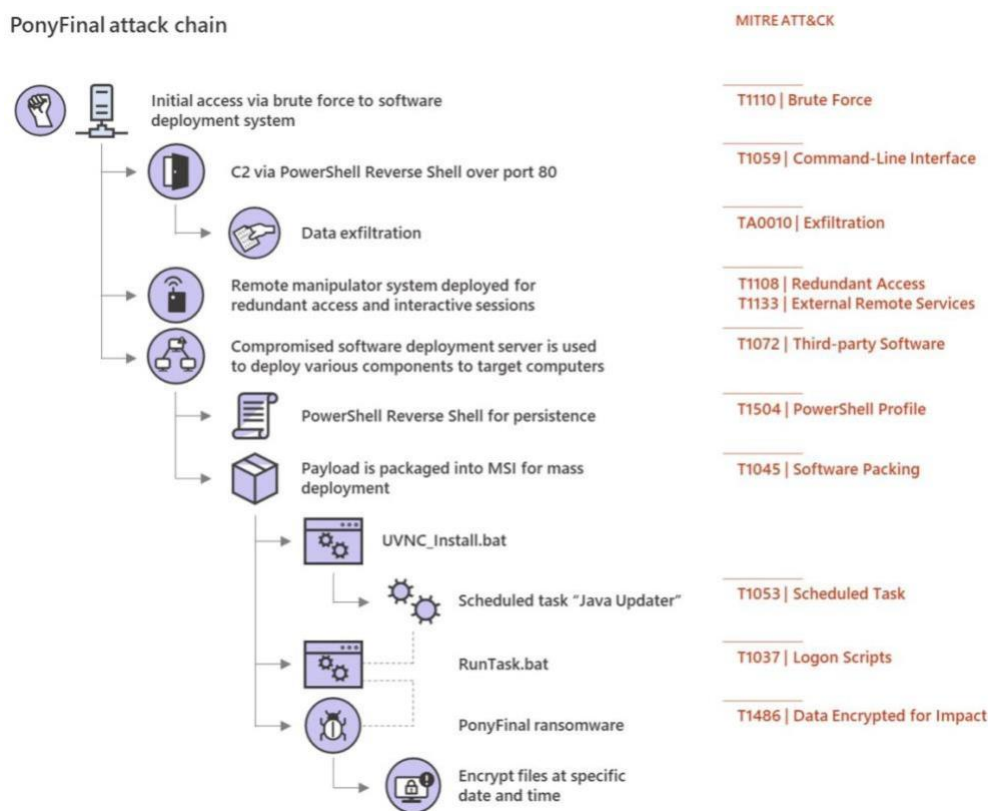 PonyFinal attack chain
MITRE ATT&CK
Initial access via brute force to software
deployment system
T1110 | Brute Force
C2 via PowerShell Reverse Shell over port 80
T1059 | Command-Line Interface
Data exfiltration
TA0010 | Exfiltration
Remote manipulator system deployed for
redundant access and interactive sessions
T1108 | Redundant Access
T1133 | External Remote Services
Compromised software deployment server is used
to deploy various components to target computers
T1072 | Third-party Software
PowerShell Reverse Shell for persistence
T1504 | PowerShell Profile
Payload is packaged into MSI for mass
deployment
T1045 | Software Packing
UVNC_Install.bat
Scheduled task “Java Updater”
T1053 | Scheduled Task
RunTask.bat
T1037 | Logon Scripts
PonyFinal ransomware
T1486 | Data Encrypted for Impact
Encrypt files at specific
date and time